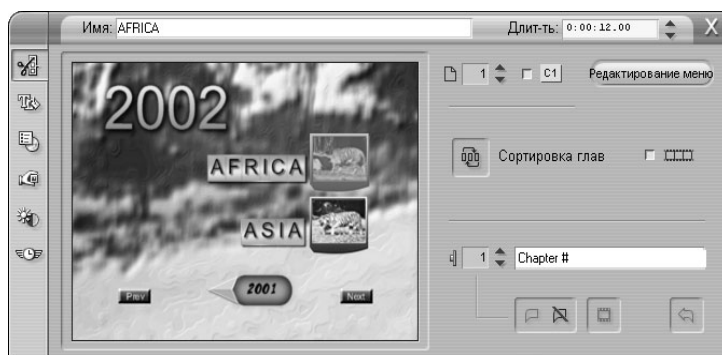 Имя: AFRICA Длит-ть: 0:00:12.00 X
1 C1 Редактирование меню
2002
AFRICA
Сортировка глав
ASIA
1 Chapter #
Prev 2001 Next